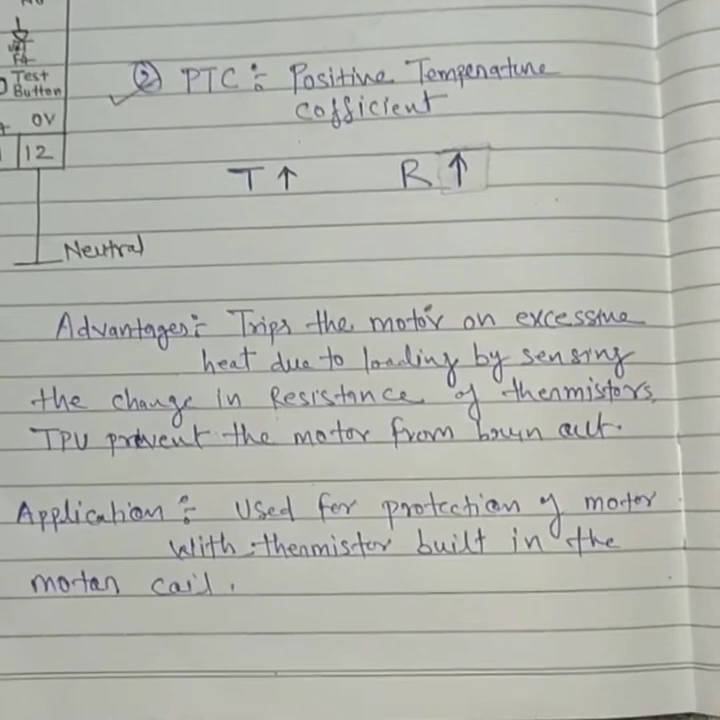 Test
Button
0V
12
Neutral
② PTC :- Positive Temperature
cofficient
T ↑ R ↑
Advantages :- Trips the motor on excessive
heat due to loading by sensing
the change in Resistance of thermistors.
TPU prevent the motor from burn out.
Application :- Used for protection of motor
With thermistor built in the
motor coil.